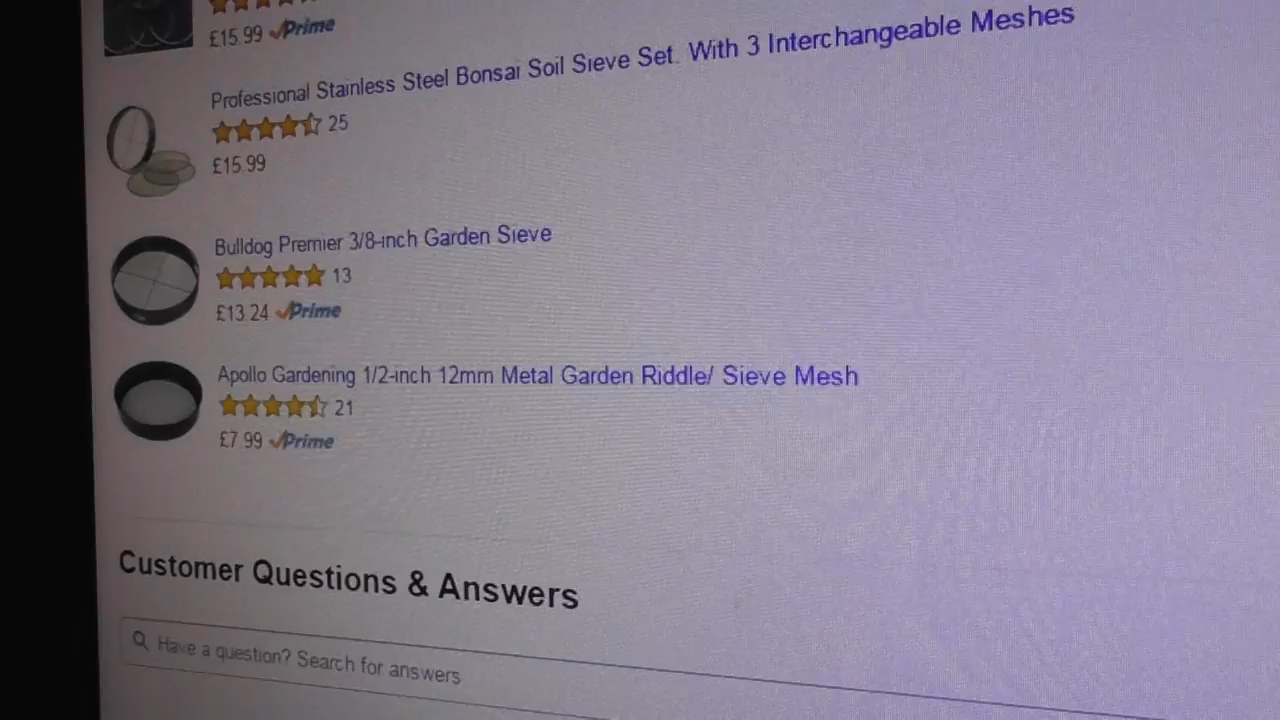 £15.99 Prime
Professional Stainless Steel Bonsai Soil Sieve Set. With 3 Interchangeable Meshes
25
£15.99
Bulldog Premier 3/8-inch Garden Sieve
13
£13.24 Prime
Apollo Gardening 1/2-inch 12mm Metal Garden Riddle/ Sieve Mesh
21
£7.99 Prime
Customer Questions & Answers
Have a question? Search for answers